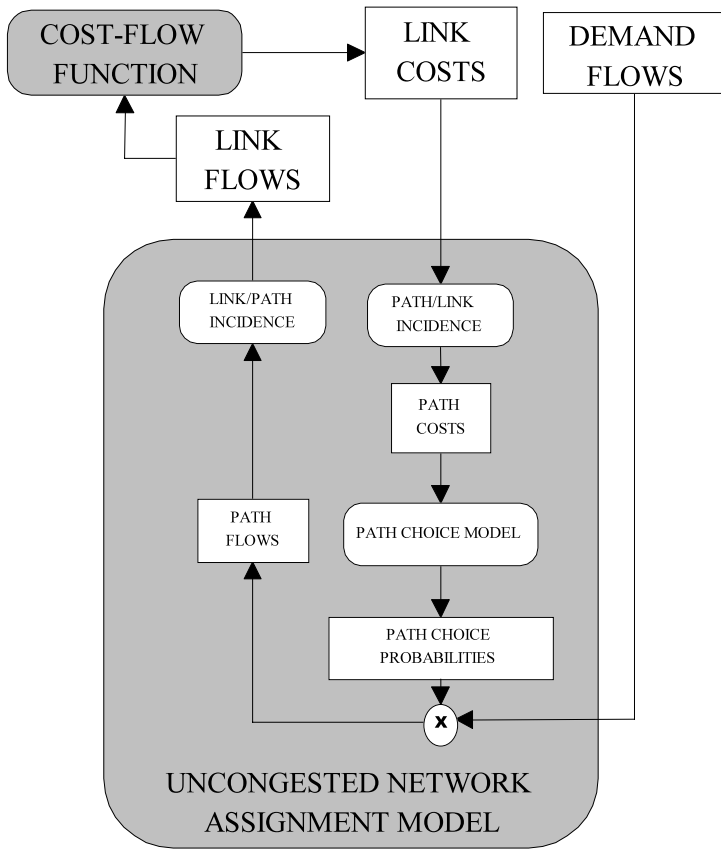 COST-FLOW
FUNCTION
LINK
COSTS
DEMAND
FLOWS
LINK
FLOWS
LINK/PATH
INCIDENCE
PATH/LINK
INCIDENCE
PATH
COSTS
PATH
FLOWS
PATH CHOICE MODEL
PATH CHOICE
PROBABILITIES
x
UNCONGESTED NETWORK
ASSIGNMENT MODEL